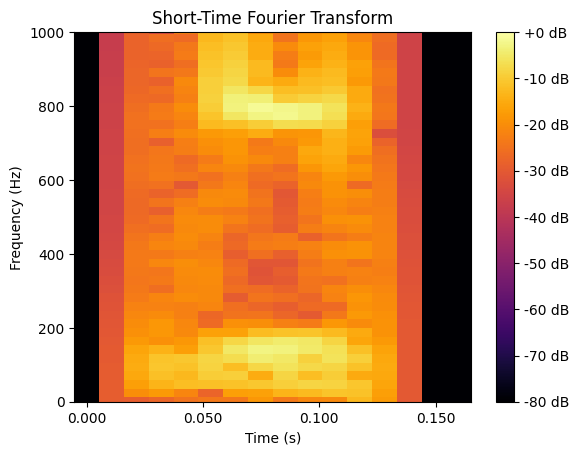 Short-Time Fourier Transform
Frequency (Hz)
1000
800
600
400
200
0
0.000
0.050
0.100
0.150
Time (s)
+0 dB
-10 dB
-20 dB
-30 dB
-40 dB
-50 dB
-60 dB
-70 dB
-80 dB